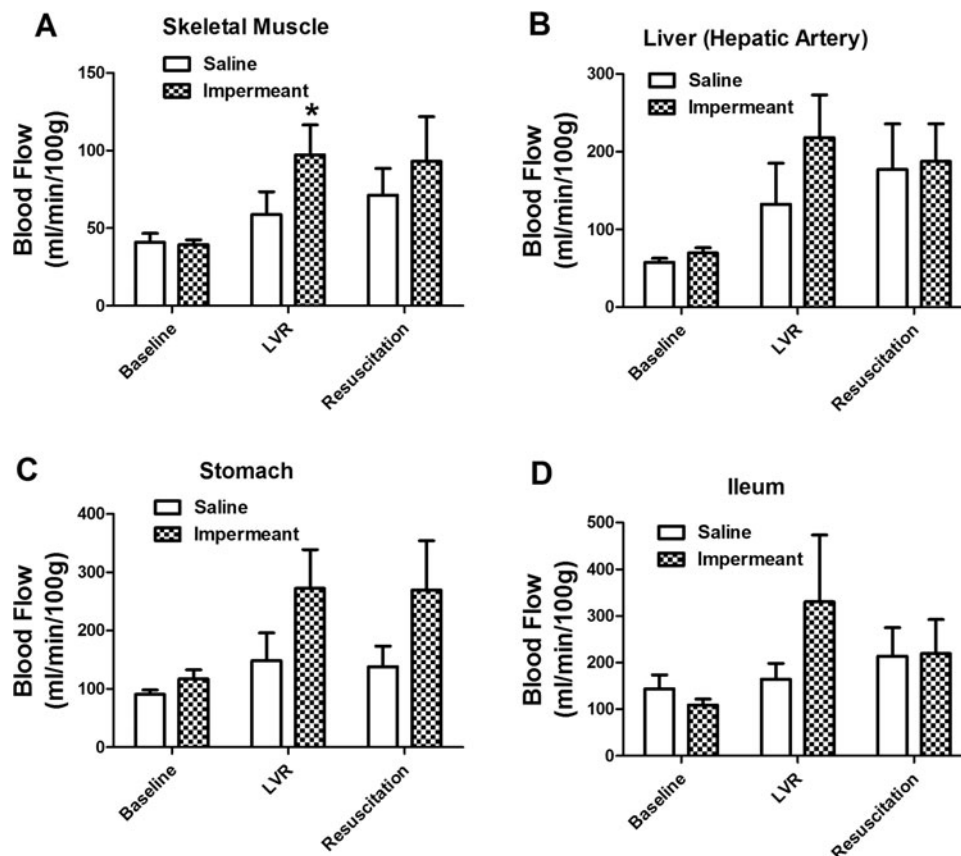 A
Skeletal Muscle
Saline
Impermeant
Blood Flow
(ml/min/100g)
150
100
50
0
*
Baseline
LVR
Resuscitation
B
Liver (Hepatic Artery)
Saline
Impermeant
Blood Flow
(ml/min/100g)
300
200
100
0
Baseline
LVR
Resuscitation
C
Stomach
Saline
Impermeant
Blood Flow
(ml/min/100g)
400
300
200
100
0
Baseline
LVR
Resuscitation
D
Ileum
Saline
Impermeant
Blood Flow
(ml/min/100g)
500
400
300
200
100
0
Baseline
LVR
Resuscitation